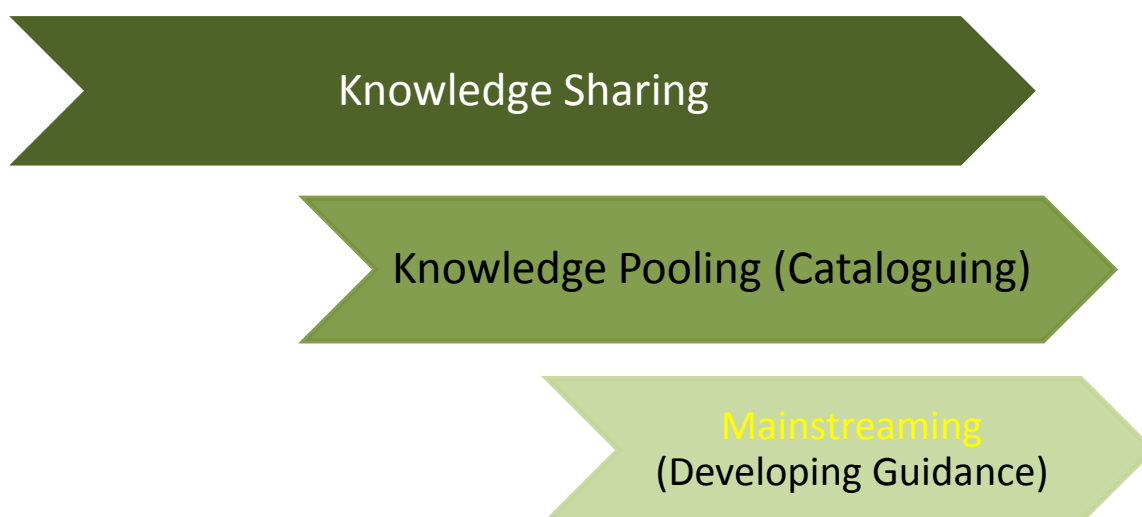 Knowledge Sharing
Knowledge Pooling (Cataloguing)
Mainstreaming
(Developing Guidance)